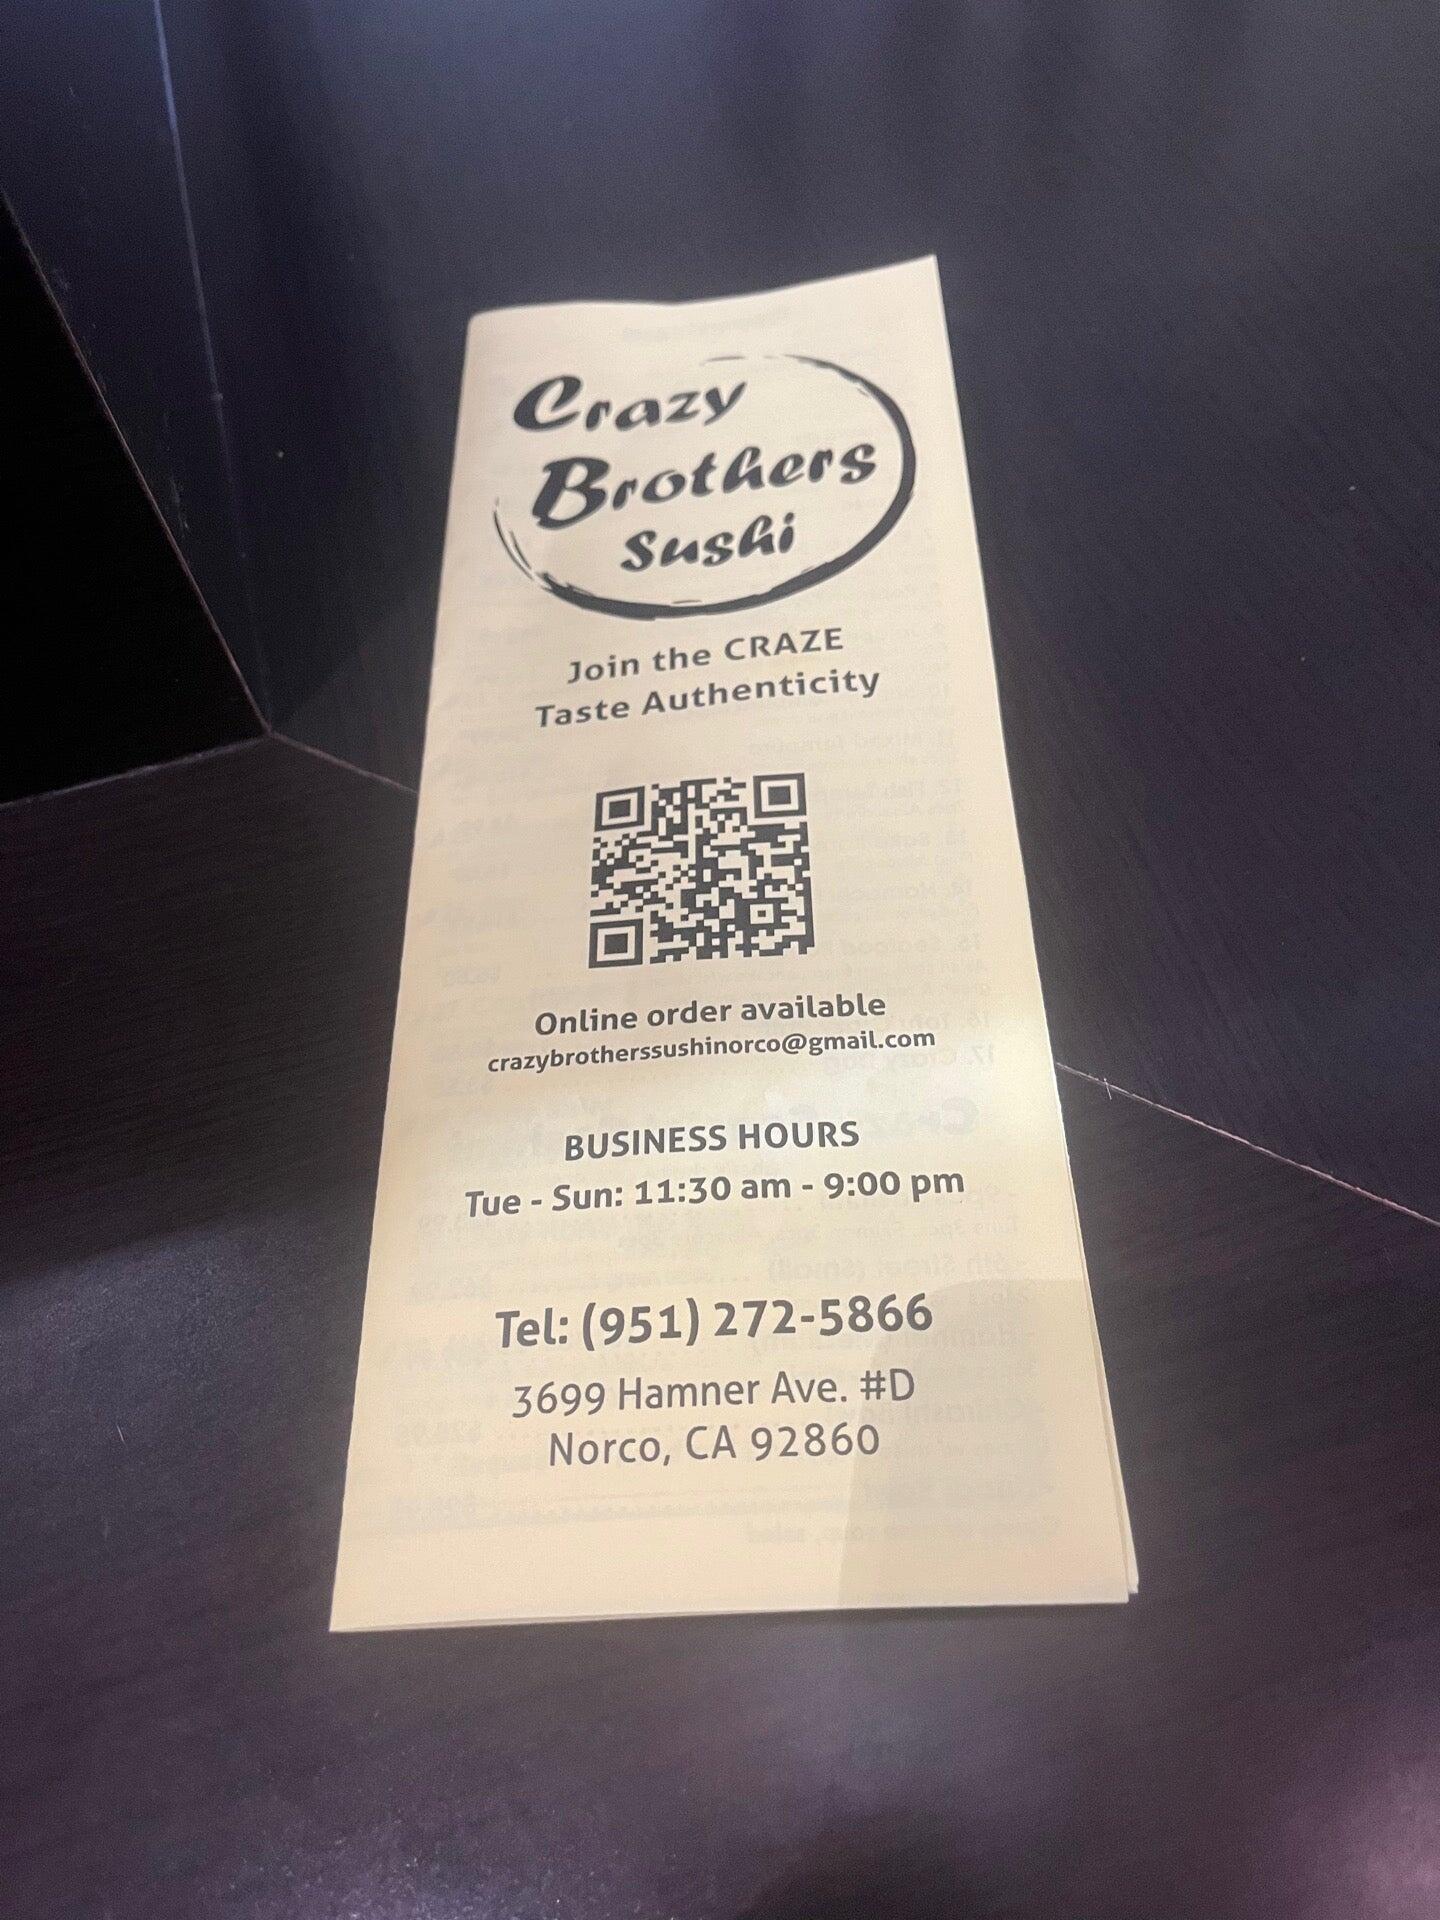 Crazy
Brothers
Sushi
Join the CRAZE
Taste Authenticity
Online order available
crazybrotherssushinorco@gmail.com
BUSINESS HOURS
Tue - Sun: 11:30 am - 9:00 pm
Tel: (951) 272-5866
3699 Hamner Ave. #D
Norco, CA 92860